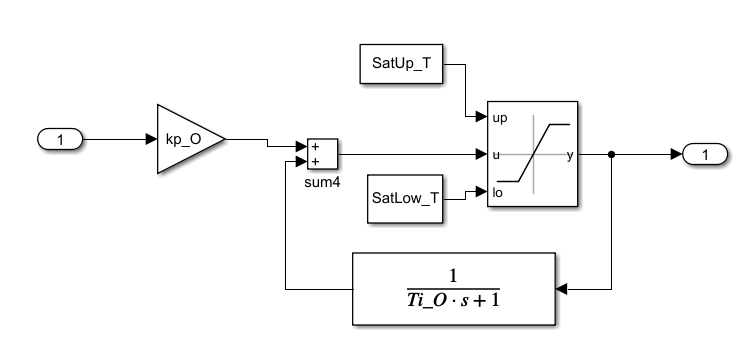 SatUp_T
up
1
kp_O
+
+
sum4
u
y
1
SatLow_T
lo
1
Ti_O · s + 1